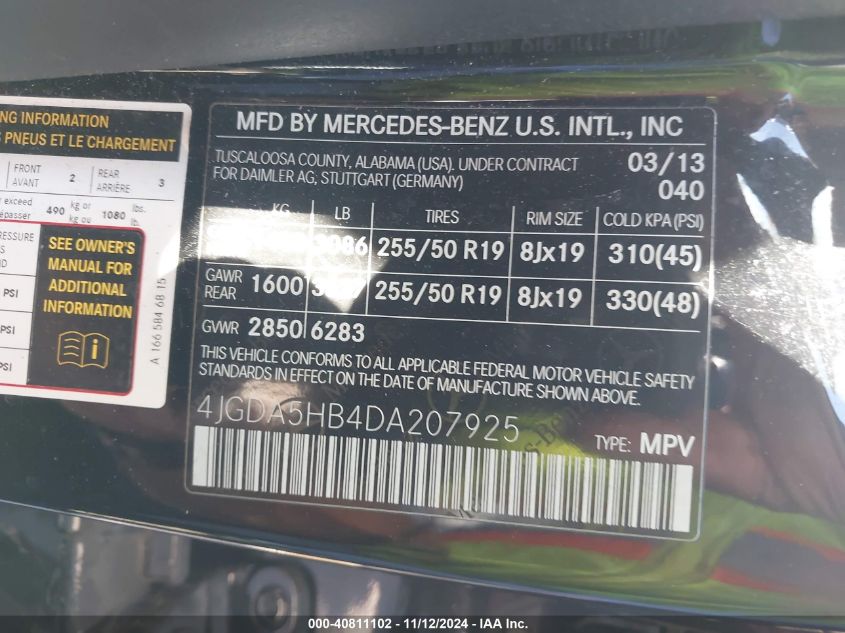 ING INFORMATION
PNEUS ET LE CHARGEMENT
FRONT 2 REAR 3
AVANT ARRIÈRE
exceed 490 kg or 1080 lbs.
kg ou lb.
SEE OWNER'S
MANUAL FOR
ADDITIONAL
INFORMATION
PSI
PSI
PSI
A 166 584 68 15
MFD BY MERCEDES-BENZ U.S. INTL., INC
TUSCALOOSA COUNTY, ALABAMA (USA). UNDER CONTRACT
FOR DAIMLER AG, STUTTGART (GERMANY)
03/13
040
KG LB TIRES RIM SIZE COLD KPA (PSI)
255/50 R19 8Jx19 310(45)
GAWR
REAR 1600 255/50 R19 8Jx19 330(48)
GVWR 2850 6283
THIS VEHICLE CONFORMS TO ALL APPLICABLE FEDERAL MOTOR VEHICLE SAFETY
STANDARDS IN EFFECT ON THE DATE OF MANUFACTURE.
4JGDA5HB4DA207925
TYPE: MPV
000-40811102 - 11/12/2024 - IAA Inc.